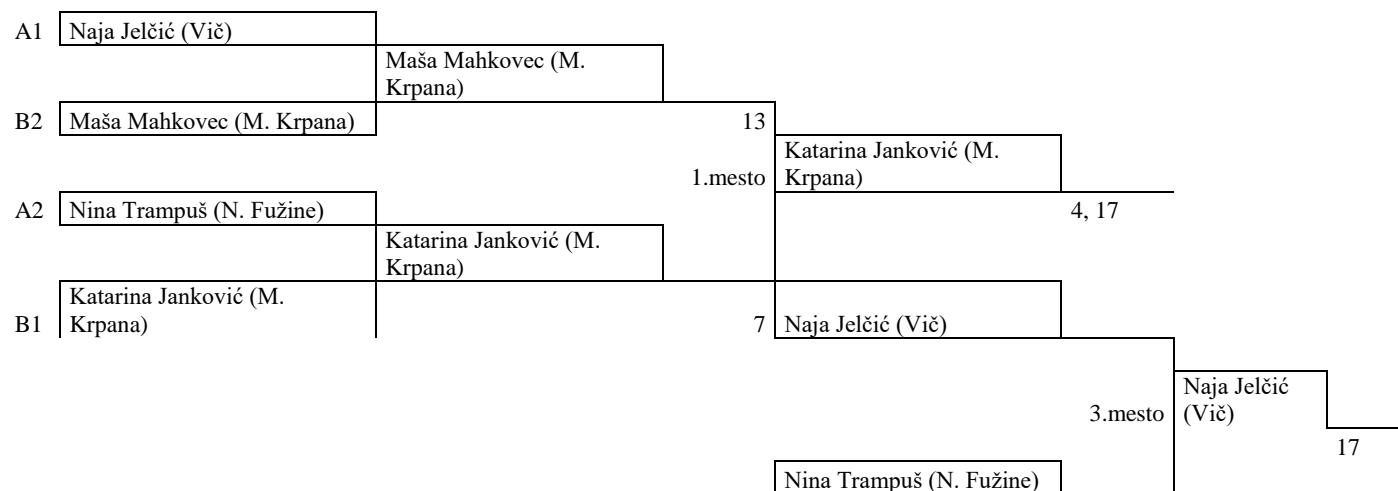 A1 Naja Jelčić (Vič)
Maša Mahkovec (M.
Krpana)
B2 Maša Mahkovec (M. Krpana) 13
Katarina Janković (M.
1.mesto Krpana)
A2 Nina Trampuš (N. Fužine) 4, 17
Katarina Janković (M.
Krpana)
Katarina Janković (M.
B1 Krpana) 7 Naja Jelčić (Vič)
Naja Jelčić
3.mesto (Vič)
17
Nina Trampuš (N. Fužine)